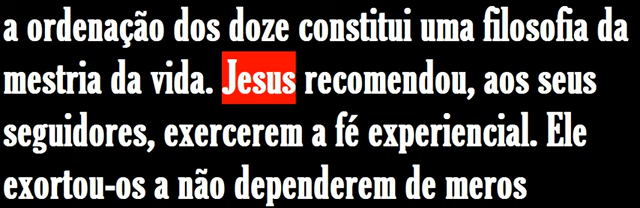 a ordenação dos doze constitui uma filosofia da
mestria da vida. Jesus recomendou, aos seus
seguidores, exercerem a fé experiencial. Ele
exortou-os a não dependerem de meros